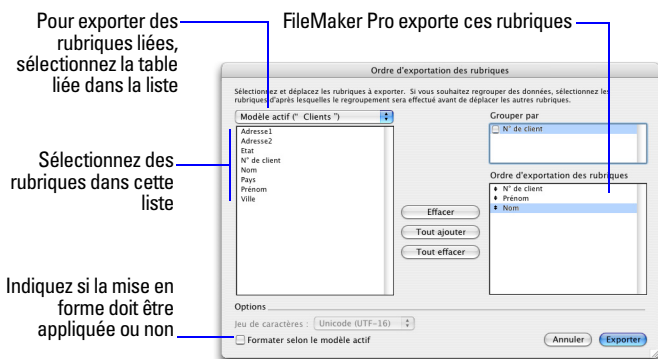 Pour exporter des
rubriques liées,
sélectionnez la table
liée dans la liste
FileMaker Pro exporte ces rubriques
Ordre d'exportation des rubriques
Sélectionnez et déplacez les rubriques à exporter. Si vous souhaitez regrouper des données, sélectionnez les
rubriques d'après lesquelles le regroupement sera effectué avant de déplacer les autres rubriques.
Modèle actif (" Clients ")
Adresse1
Adresse2
Etat
N° de client
Nom
Pays
Prénom
Ville
Sélectionnez des
rubriques dans cette
liste
Grouper par
N° de client
Ordre d'exportation des rubriques
N° de client
Prénom
Nom
Effacer
Tout ajouter
Tout effacer
Indiquez si la mise en
forme doit être
appliquée ou non
Options
Jeu de caractères : Unicode (UTF-16)
Formater selon le modèle actif
Annuler
Exporter